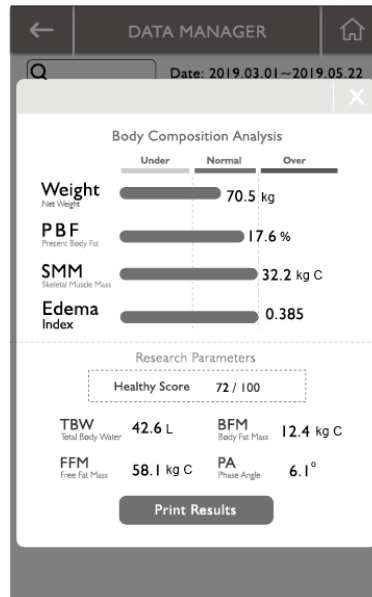 DATA MANAGER
Date: 2019.03.01~2019.05.22
Body Composition Analysis
Under Normal Over
Weight 70.5 kg
Net Weight
PBF 17.6 %
Precent Body Fat
SMM 32.2 kg C
Skeletal Muscle Mass
Edema 0.385
Index
Research Parameters
Healthy Score 72 / 100
TBW 42.6 L BFM 12.4 kg C
Total Body Water Body Fat Mass
FFM 58.1 kg C PA 6.1°
Free Fat Mass Phase Angle
Print Results